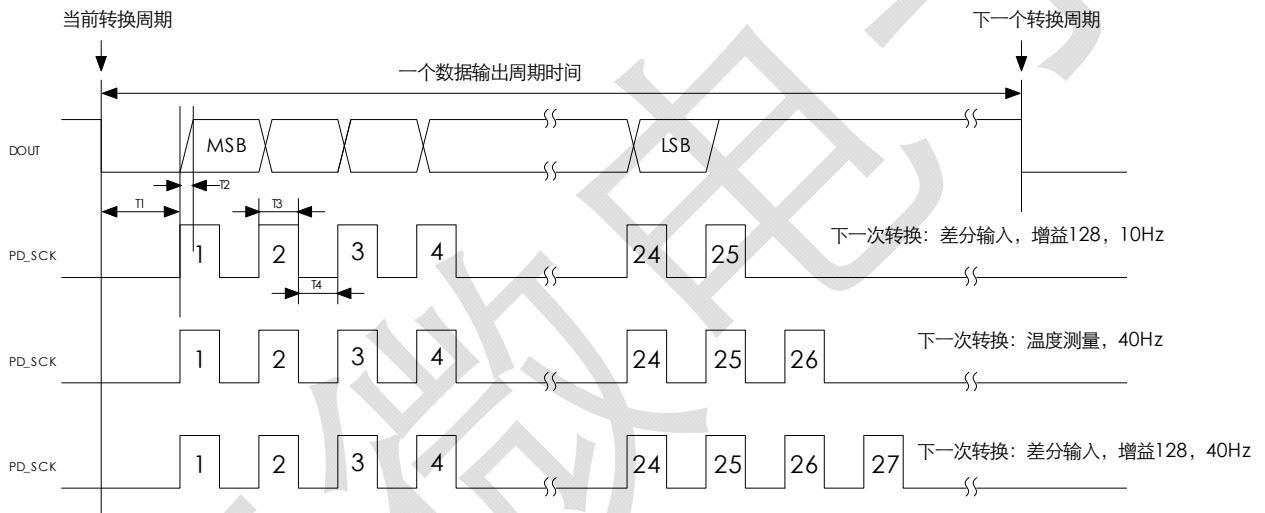 当前转换周期
下一个转换周期
一个数据输出周期时间
DOUT
MSB
LSB
T2
T1
T3
PD_SCK
1
2
3
4
24
25
下一次转换：差分输入，增益128，10Hz
T4
PD_SCK
1
2
3
4
24
25
26
下一次转换：温度测量，40Hz
PD_SCK
1
2
3
4
24
25
26
27
下一次转换：差分输入，增益128，40Hz
微电